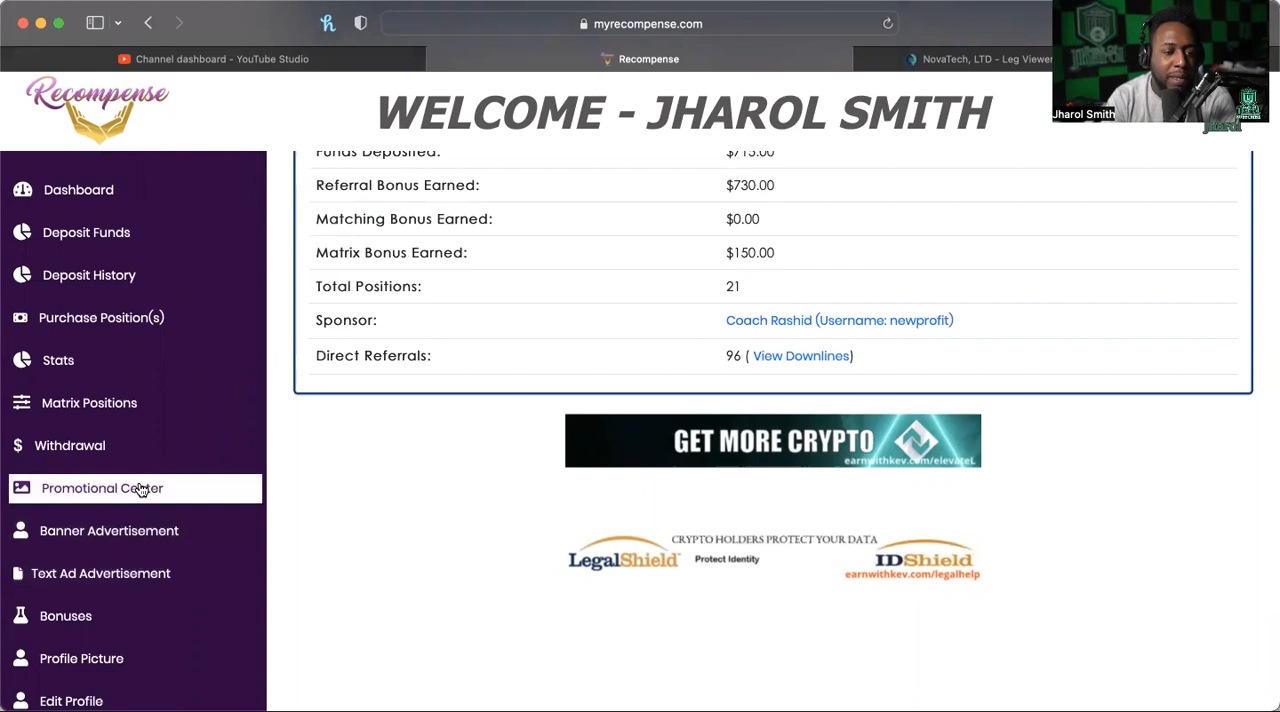 myrecompense.com
Channel dashboard - YouTube Studio
Recompense
NovaTech, LTD - Leg Viewer
Recompense
WELCOME - JHAROL SMITH
Jharol Smith
Dashboard
Deposit Funds
Deposit History
Purchase Position(s)
Stats
Matrix Positions
Withdrawal
Promotional Center
Banner Advertisement
Text Ad Advertisement
Bonuses
Profile Picture
Edit Profile
Funds Deposited: $715.00
Referral Bonus Earned: $730.00
Matching Bonus Earned: $0.00
Matrix Bonus Earned: $150.00
Total Positions: 21
Sponsor: Coach Rashid (Username: newprofit)
Direct Referrals: 96 ( View Downlines)
GET MORE CRYPTO
earnwithkev.com/elevateL
CRYPTO HOLDERS PROTECT YOUR DATA
LegalShield Protect Identity IDShield
earnwithkev.com/legalhelp